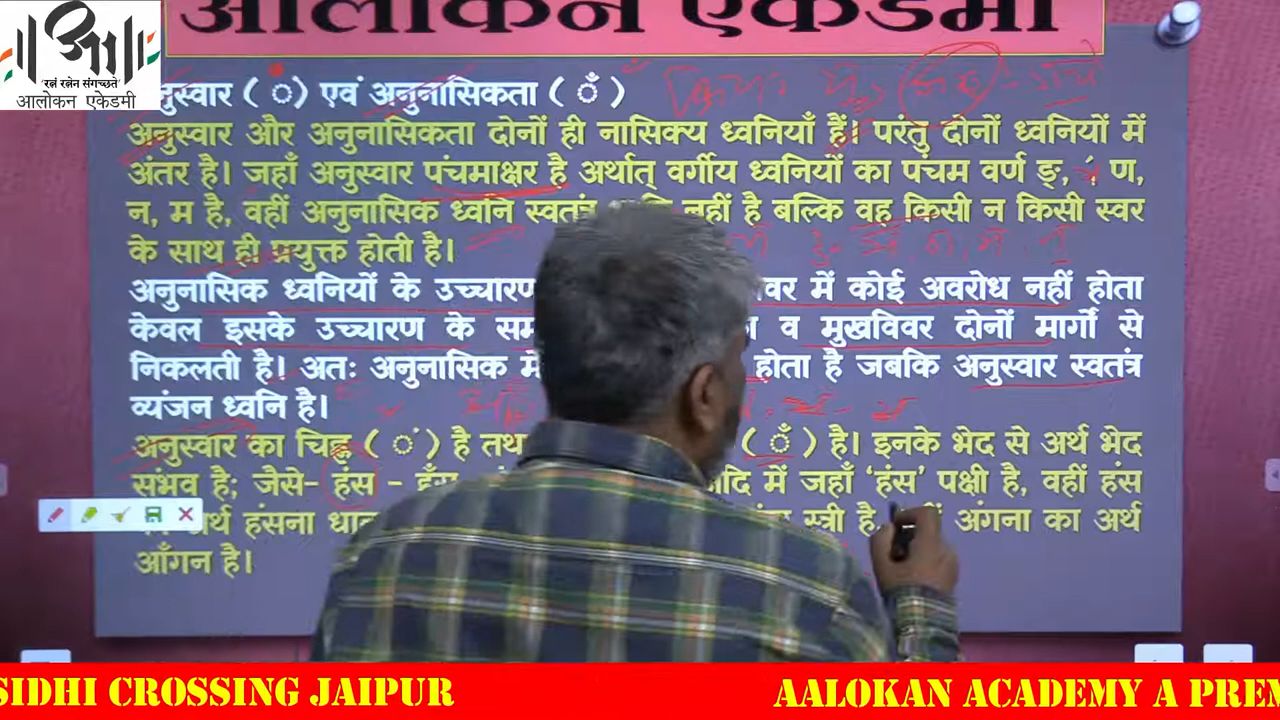 आलोकन एकेडमी
'रत्नं रत्नेन संगच्छते'
आलोकन एकेडमी
अनुस्वार ( ं ) एवं अनुनासिकता ( ँ )
अनुस्वार और अनुनासिकता दोनों ही नासिक्य ध्वनियाँ हैं। परंतु दोनों ध्वनियों में
अंतर है। जहाँ अनुस्वार पंचमाक्षर है अर्थात् वर्गीय ध्वनियों का पंचम वर्ण ङ्, ण,
न, म है, वहीं अनुनासिक ध्वनि स्वतंत्र नहीं है बल्कि वह किसी न किसी स्वर
के साथ ही प्रयुक्त होती है।
अनुनासिक ध्वनियों के उच्चारण में कोई अवरोध नहीं होता
केवल इसके उच्चारण के व मुखविवर दोनों मार्गों से
निकलती है। अतः अनुनासिक में होता है जबकि अनुस्वार स्वतंत्र
व्यंजन ध्वनि है।
अनुस्वार का चिह्न ( ं ) है ( ँ ) है। इनके भेद से अर्थ भेद
संभव है; जैसे- हंस - हँस में जहाँ 'हंस' पक्षी है, वहीं हंस
अर्थ हंसना स्त्री है, अंगना का अर्थ
आँगन है।
SIDHI CROSSING JAIPUR AALOKAN ACADEMY A PREM